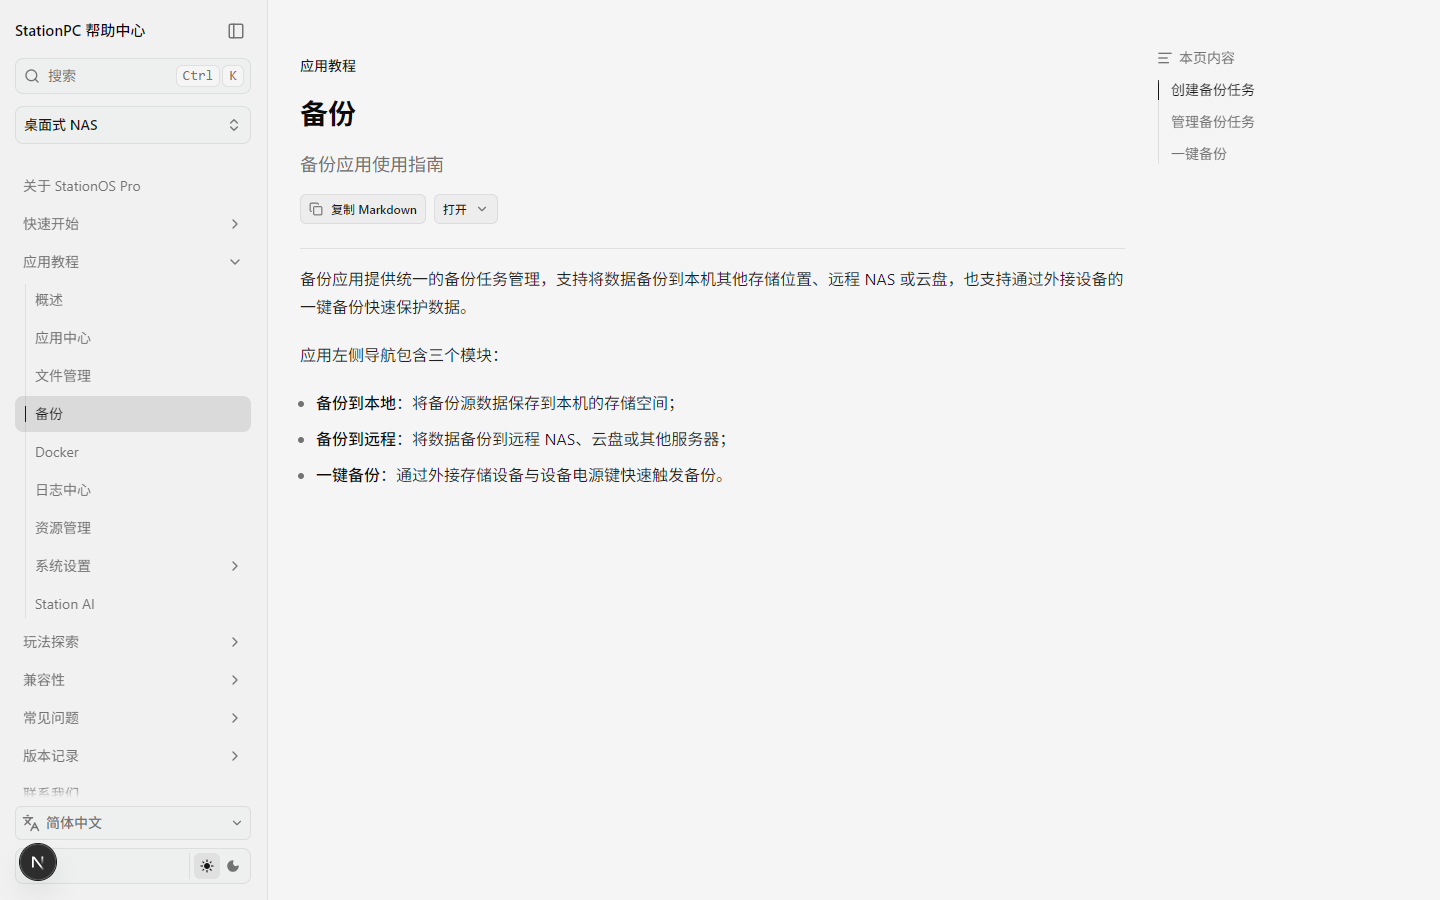 StationPC 帮助中心
搜索 Ctrl K
桌面式 NAS
关于 StationOS Pro
快速开始
应用教程
概述
应用中心
文件管理
备份
Docker
日志中心
资源管理
系统设置
Station AI
玩法探索
兼容性
常见问题
版本记录
联系我们
简体中文
N
应用教程
备份
备份应用使用指南
复制 Markdown 打开
备份应用提供统一的备份任务管理，支持将数据备份到本机其他存储位置、远程 NAS 或云盘，也支持通过外接设备的
一键备份快速保护数据。
应用左侧导航包含三个模块：
备份到本地：将备份源数据保存到本机的存储空间；
备份到远程：将数据备份到远程 NAS、云盘或其他服务器；
一键备份：通过外接存储设备与设备电源键快速触发备份。
本页内容
创建备份任务
管理备份任务
一键备份